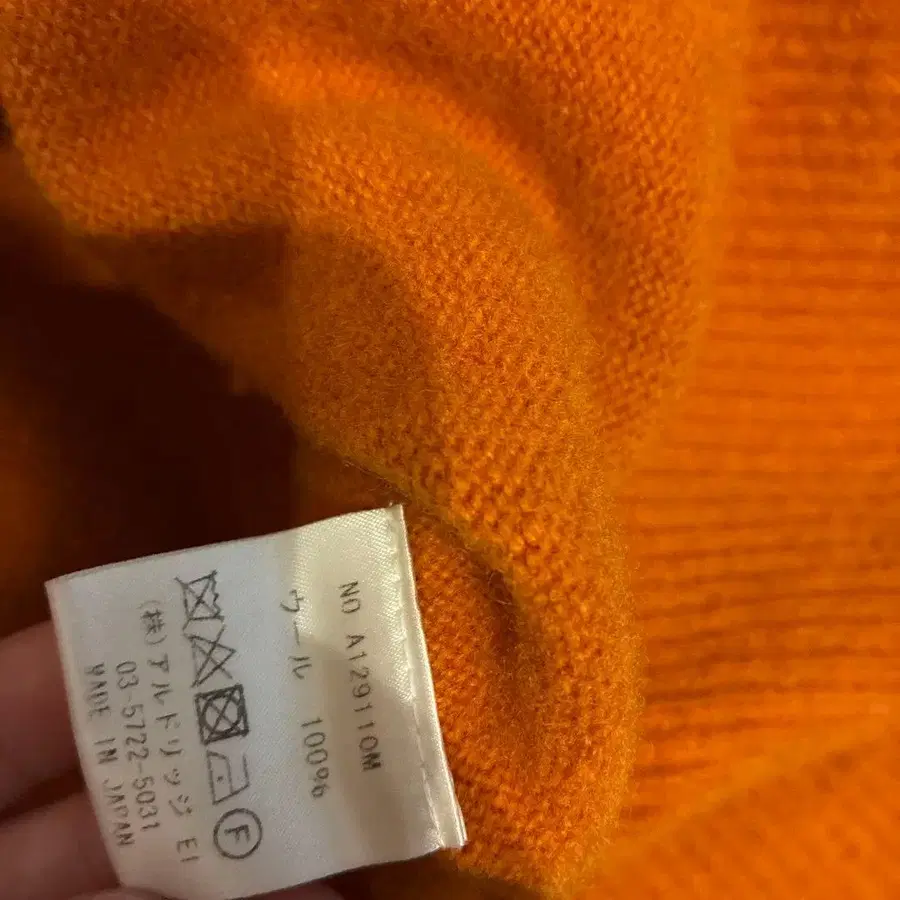 NO A12911OM
ウール 100%
F
(株)アルドリッジ EI
03-5722-5031
MADE IN JAPAN